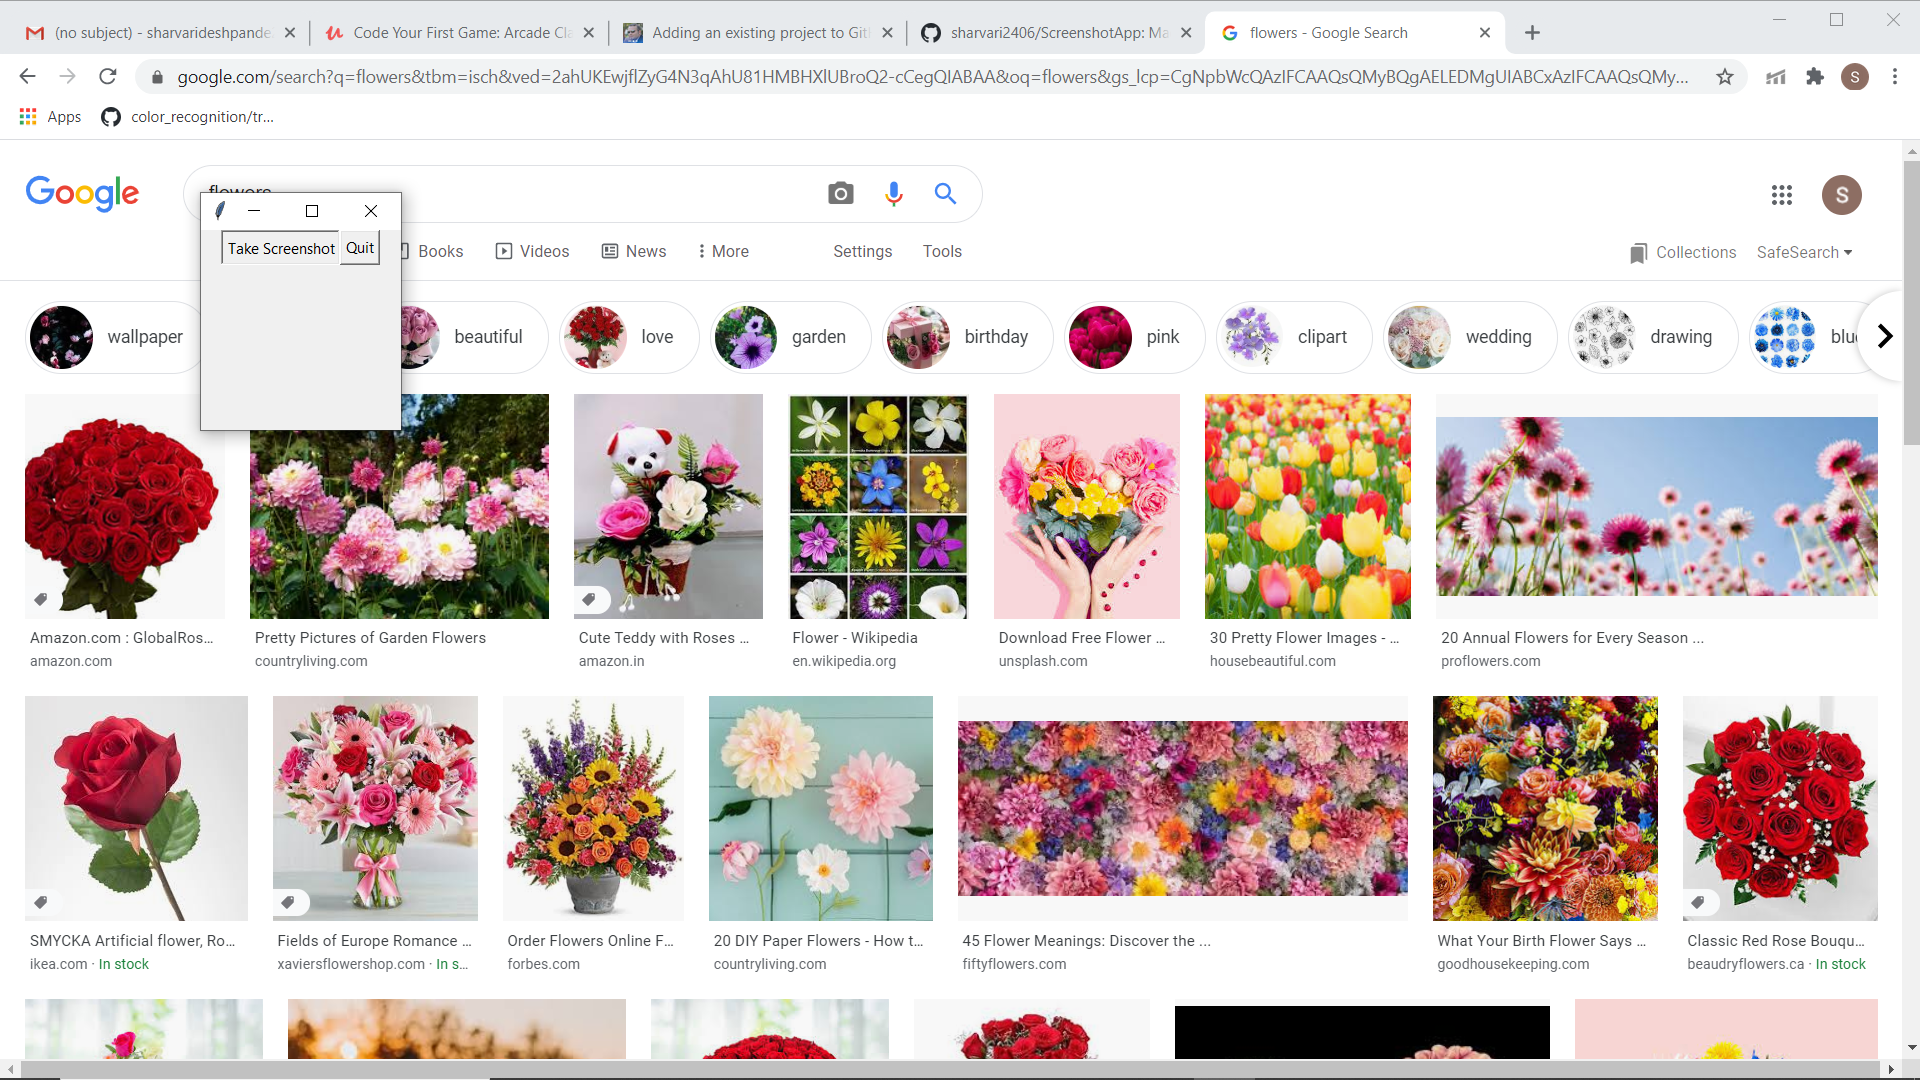 (no subject) - sharvarideshpande
Code Your First Game: Arcade Cla
Adding an existing project to GitH
sharvari2406/ScreenshotApp: Ma
flowers - Google Search
google.com/search?q=flowers&tbm=isch&ved=2ahUKEwjflZyG4N3qAhU81HMBHXlUBroQ2-cCegQIABAA&oq=flowers&gs_lcp=CgNpbWcQAzIFCAAQsQMyBQgAELEDMgUIABCxAzIFCAAQsQMy...
S
Apps
color_recognition/tr...
Google
flowers
S
Take Screenshot
Quit
Books
Videos
News
More
Settings
Tools
Collections
SafeSearch
wallpaper
beautiful
love
garden
birthday
pink
clipart
wedding
drawing
blu
Amazon.com : GlobalRos...
amazon.com
Pretty Pictures of Garden Flowers
countryliving.com
Cute Teddy with Roses ...
amazon.in
Flower - Wikipedia
en.wikipedia.org
Download Free Flower ...
unsplash.com
30 Pretty Flower Images - ...
housebeautiful.com
20 Annual Flowers for Every Season ...
proflowers.com
SMYCKA Artificial flower, Ro...
ikea.com · In stock
Fields of Europe Romance ...
xaviersflowershop.com · In s...
Order Flowers Online F...
forbes.com
20 DIY Paper Flowers - How t...
countryliving.com
45 Flower Meanings: Discover the ...
fiftyflowers.com
What Your Birth Flower Says ...
goodhousekeeping.com
Classic Red Rose Bouqu...
beaudryflowers.ca · In stock